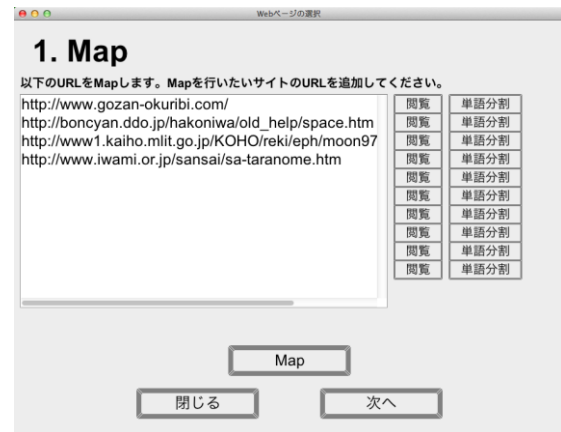 Webページの選択
1. Map
以下のURLをMapします。Mapを行いたいサイトのURLを追加してください。
http://www.gozan-okuribi.com/ 閲覧 単語分割
http://boncyan.ddo.jp/hakoniwa/old_help/space.htm 閲覧 単語分割
http://www1.kaiho.mlit.go.jp/KOHO/reki/eph/moon97 閲覧 単語分割
http://www.iwami.or.jp/sansai/sa-taranome.htm 閲覧 単語分割
閲覧 単語分割
閲覧 単語分割
閲覧 単語分割
閲覧 単語分割
閲覧 単語分割
閲覧 単語分割
Map
閉じる 次へ